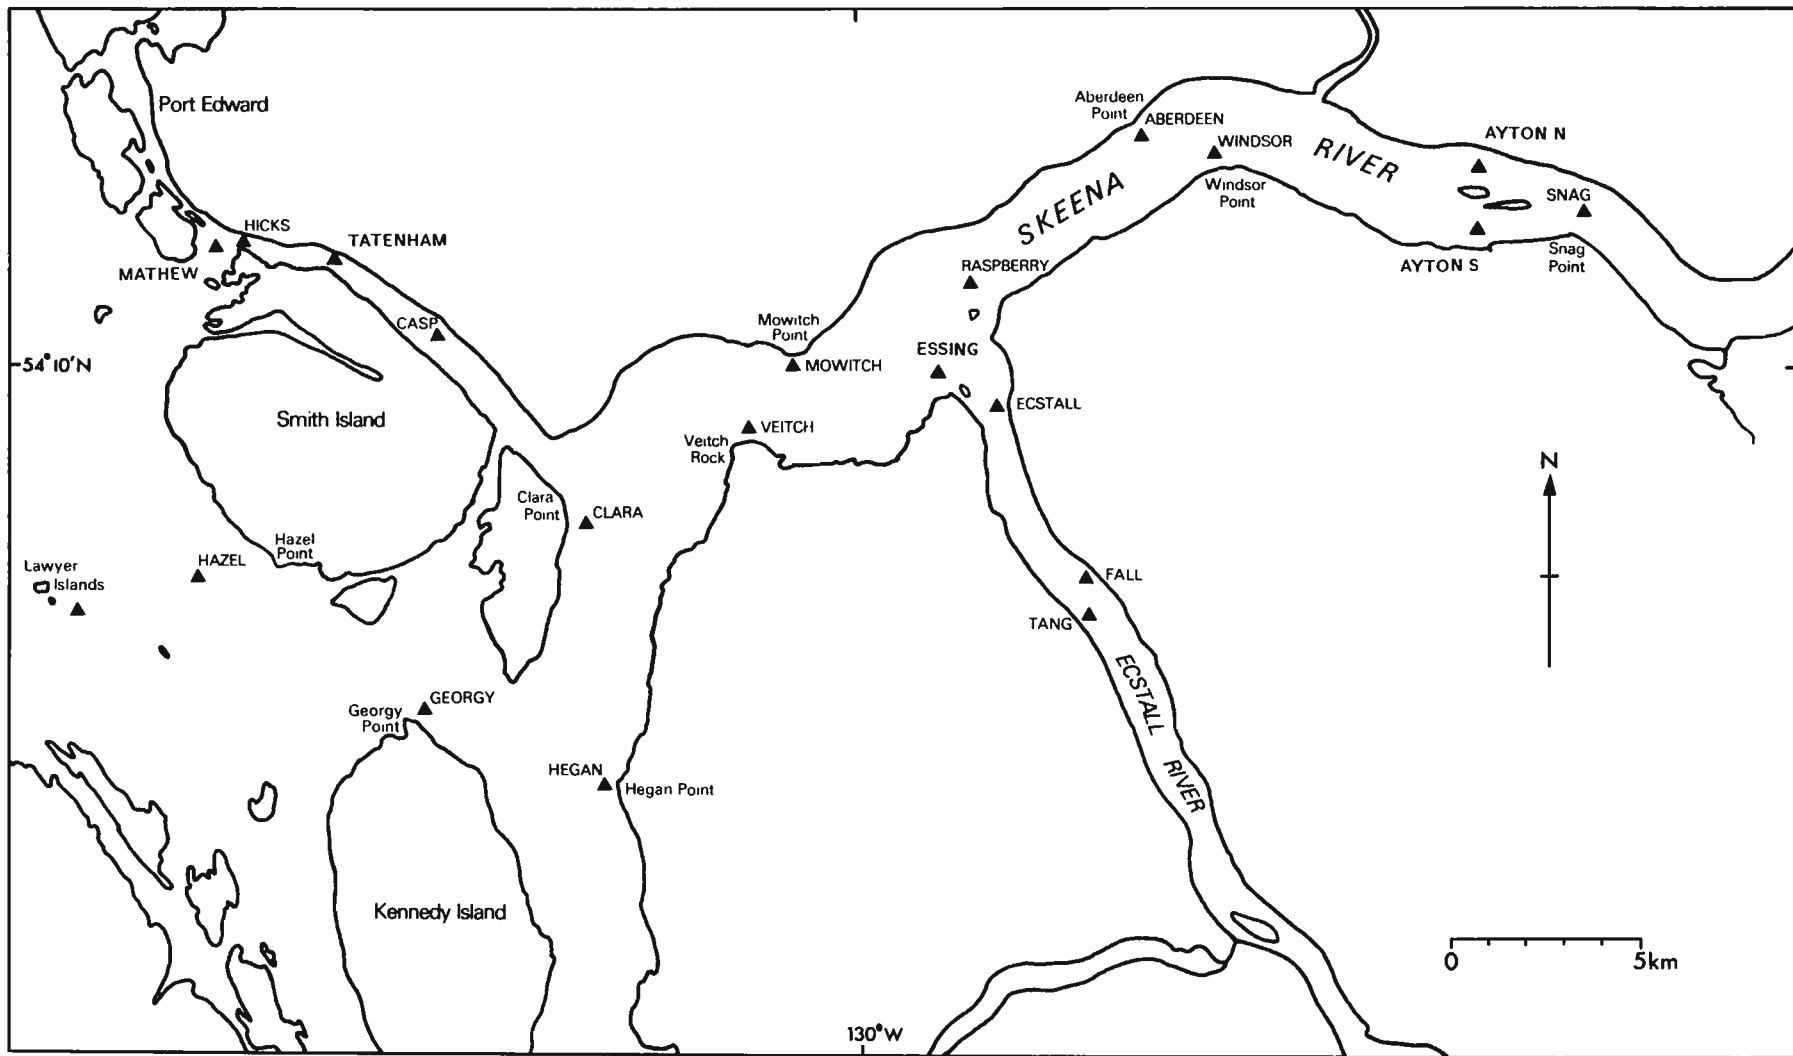 Port Edward
Aberdeen
Point
ABERDEEN
WINDSOR
Windsor
Point
SKEENA
RIVER
AYTON N
SNAG
Snag
Point
AYTON S
HICKS
TATENHAM
MATHEW
CASP
RASPBERRY
Mowitch
Point
MOWITCH
ESSING
54°10'N
ECSTALL
Smith Island
VEITCH
Veitch
Rock
N
Clara
Point
CLARA
Hazel
Point
HAZEL
Lawyer
Islands
FALL
TANG
ECSTALL
RIVER
GEORGY
Georgy
Point
HEGAN
Hegan Point
Kennedy Island
0 5km
130°W